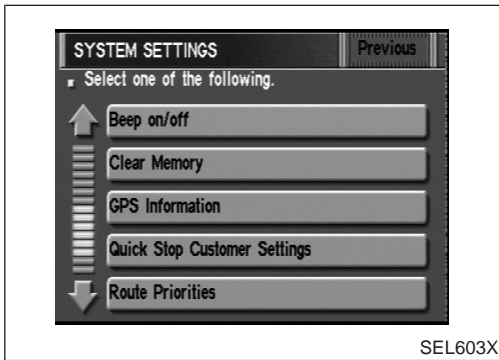 SYSTEM SETTINGS Previous
Select one of the following.
Beep on/off
Clear Memory
GPS Information
Quick Stop Customer Settings
Route Priorities
SEL603X